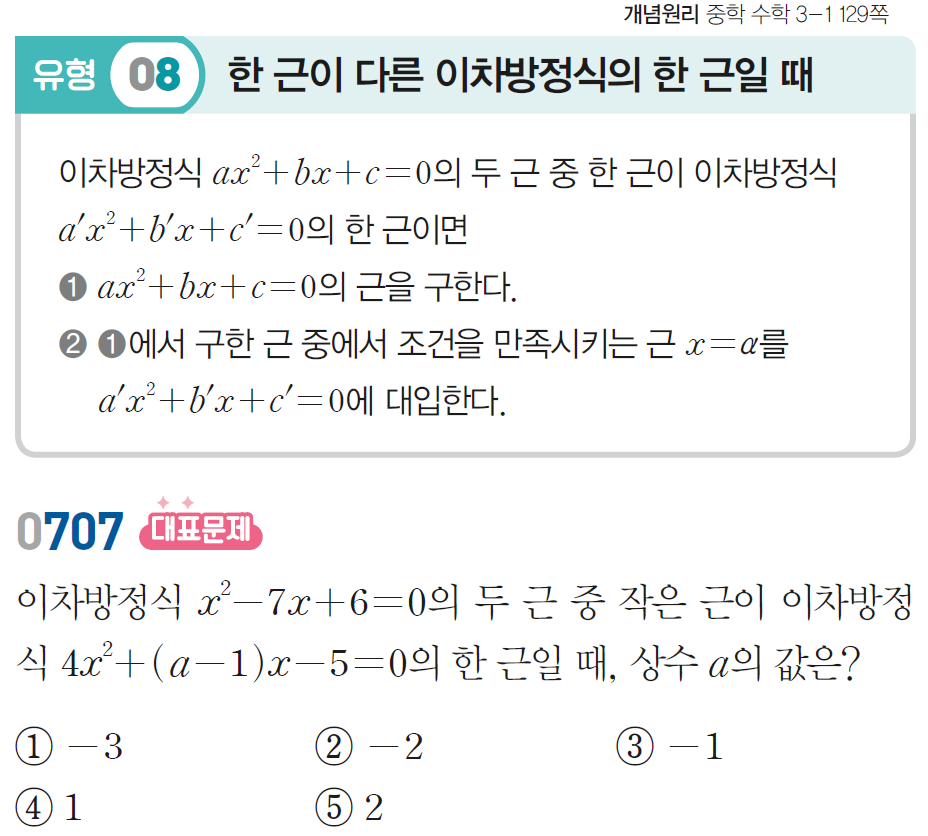 개념원리 중학 수학 3-1 129쪽
유형 08 한 근이 다른 이차방정식의 한 근일 때
이차방정식 ax²+bx+c=0의 두 근 중 한 근이 이차방정식
a′x²+b′x+c′=0의 한 근이면
❶ ax²+bx+c=0의 근을 구한다.
❷ ❶에서 구한 근 중에서 조건을 만족시키는 근 x=α를
a′x²+b′x+c′=0에 대입한다.
0707 대표문제
이차방정식 x²-7x+6=0의 두 근 중 작은 근이 이차방정
식 4x²+(a-1)x-5=0의 한 근일 때, 상수 a의 값은?
① -3 ② -2 ③ -1
④ 1 ⑤ 2